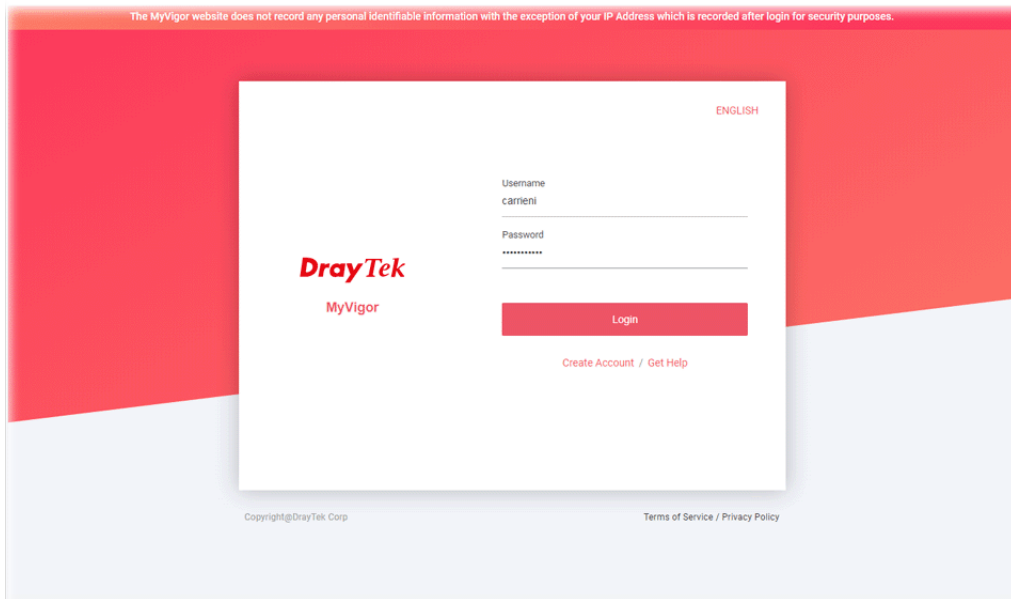 The MyVigor website does not record any personal identifiable information with the exception of your IP Address which is recorded after login for security purposes.
ENGLISH
Username
carrieni
Password
•••••••••••
DrayTek
MyVigor
Login
Create Account / Get Help
Copyright@DrayTek Corp
Terms of Service / Privacy Policy